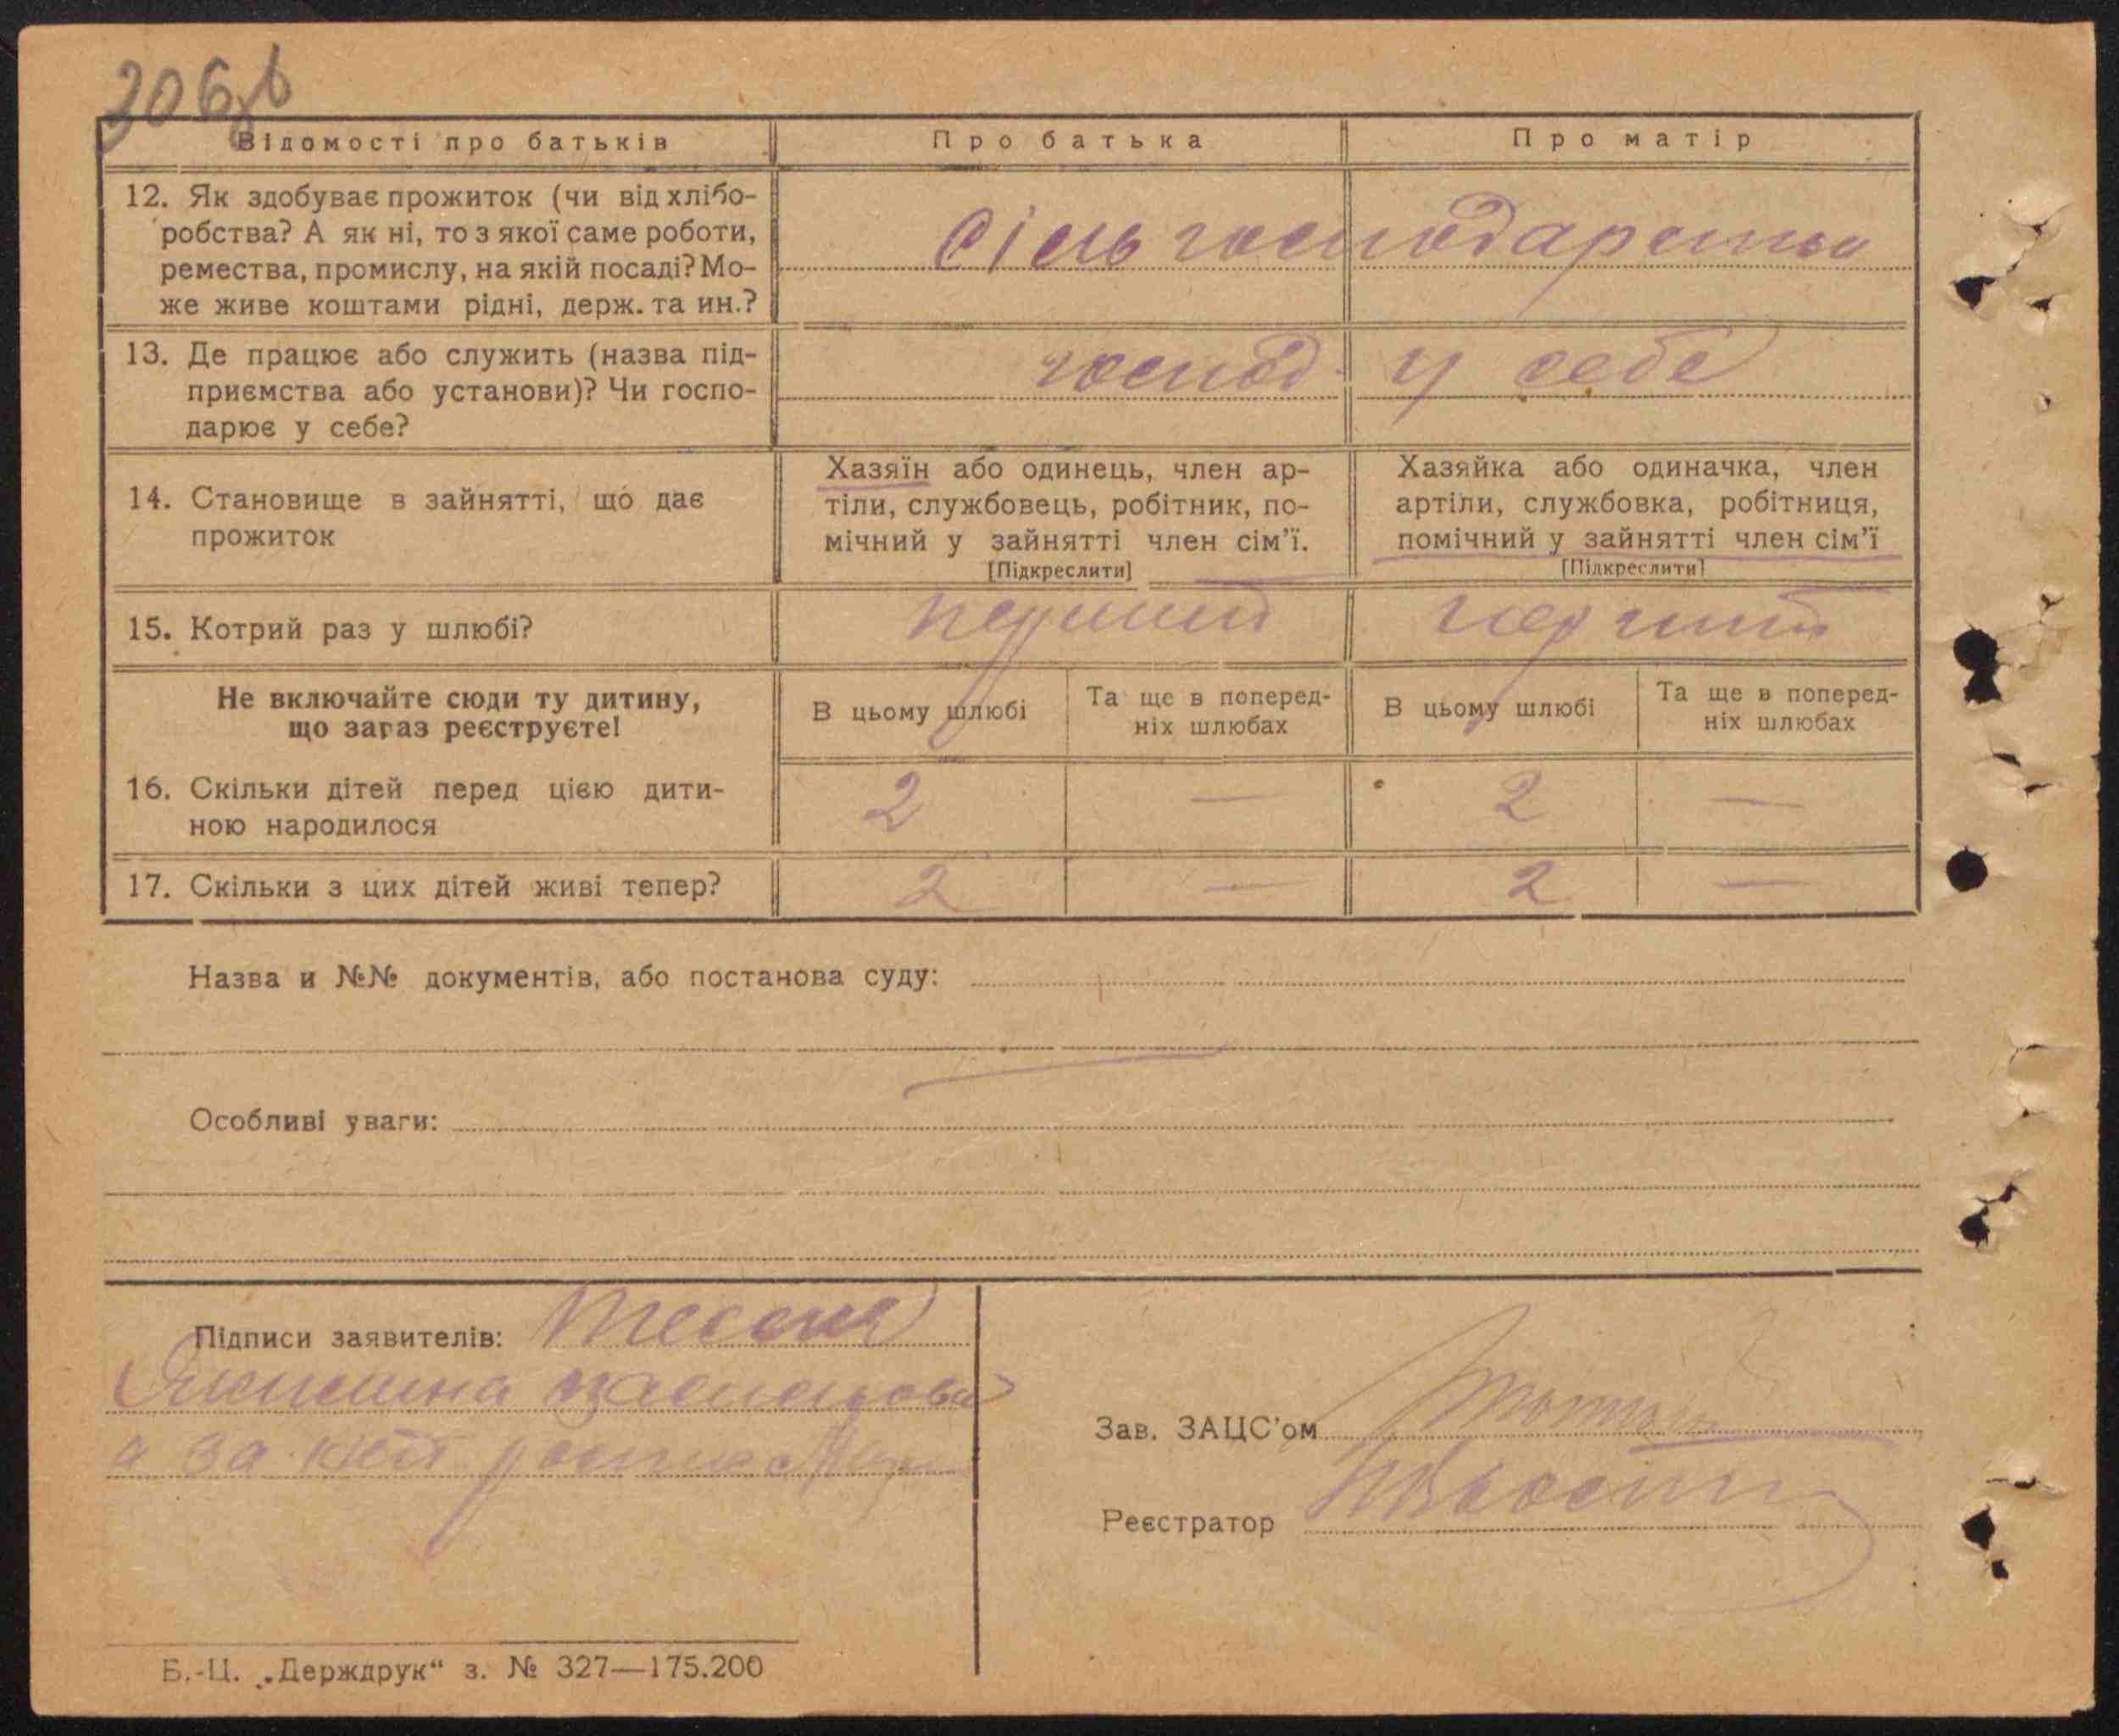 206зв
Відомості про батьків
Про батька
Про матір
12. Як здобуває прожиток (чи від хлібо-
робства? А як ні, то з якої саме роботи,
ремества, промислу, на якій посаді? Мо-
же живе коштами рідні, держ. та ин.?
сільгосподарство
13. Де працює або служить (назва під-
приємства або установи)? Чи госпо-
дарює у себе?
господ. у себе
14. Становище в зайнятті, що дає
прожиток
Хазяїн або одинець, член ар-
тіли, службовець, робітник, по-
мічний у зайнятті член сім’ї.
[Підкреслити]
Хазяйка або одиначка, член
артіли, службовка, робітниця,
помічний у зайнятті член сім’ї
[Підкреслити]
15. Котрий раз у шлюбі?
перший
перший
Не включайте сюди ту дитину,
що зараз реєструєте!
В цьому шлюбі
Та ще в поперед-
ніх шлюбах
В цьому шлюбі
Та ще в поперед-
ніх шлюбах
16. Скільки дітей перед цією дити-
ною народилося
2 — 2 —
17. Скільки з цих дітей живі тепер?
2 — 2 —
Назва и №№ документів, або постанова суду:
Особливі уваги:
Підписи заявителів:
а за
Зав. ЗАЦС’ом
Реєстратор
Б.-Ц. „Держдрук“ з. № 327—175.200